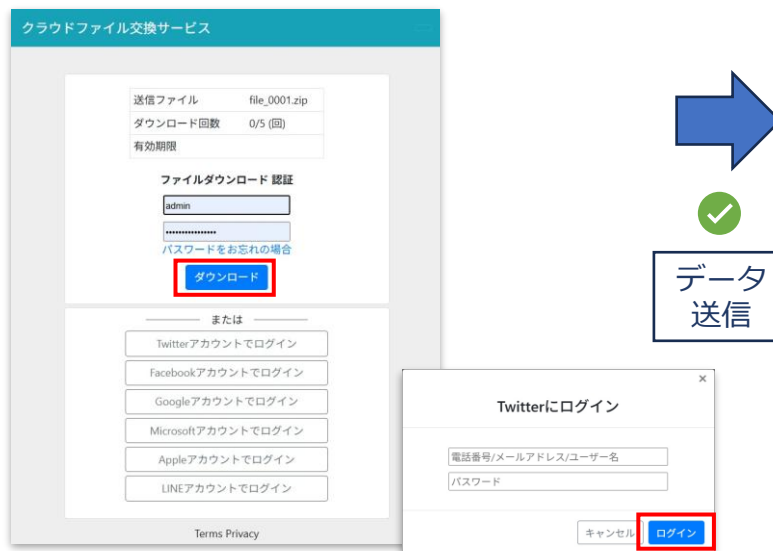 クラウドファイル交換サービス
送信ファイル file_0001.zip
ダウンロード回数 0/5 (回)
有効期限
ファイルダウンロード 認証
admin
パスワードをお忘れの場合
ダウンロード
または
Twitterアカウントでログイン
Facebookアカウントでログイン
Googleアカウントでログイン
Microsoftアカウントでログイン
Appleアカウントでログイン
LINEアカウントでログイン
Terms Privacy
×
Twitterにログイン
電話番号/メールアドレス/ユーザー名
パスワード
キャンセル
ログイン
データ
送信